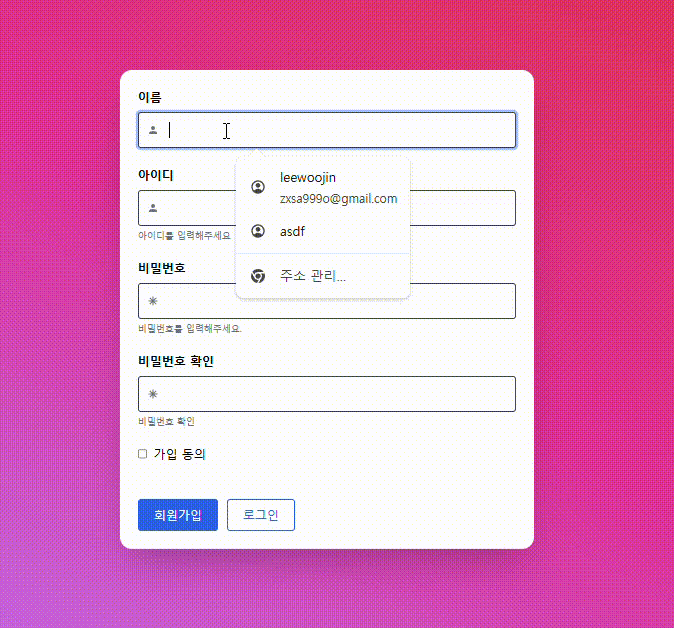 이름
leewoojin
zxsa999o@gmail.com
asdf
주소 관리...
아이디
아이디를 입력해주세요
비밀번호
비밀번호를 입력해주세요.
비밀번호 확인
비밀번호 확인
가입 동의
회원가입
로그인